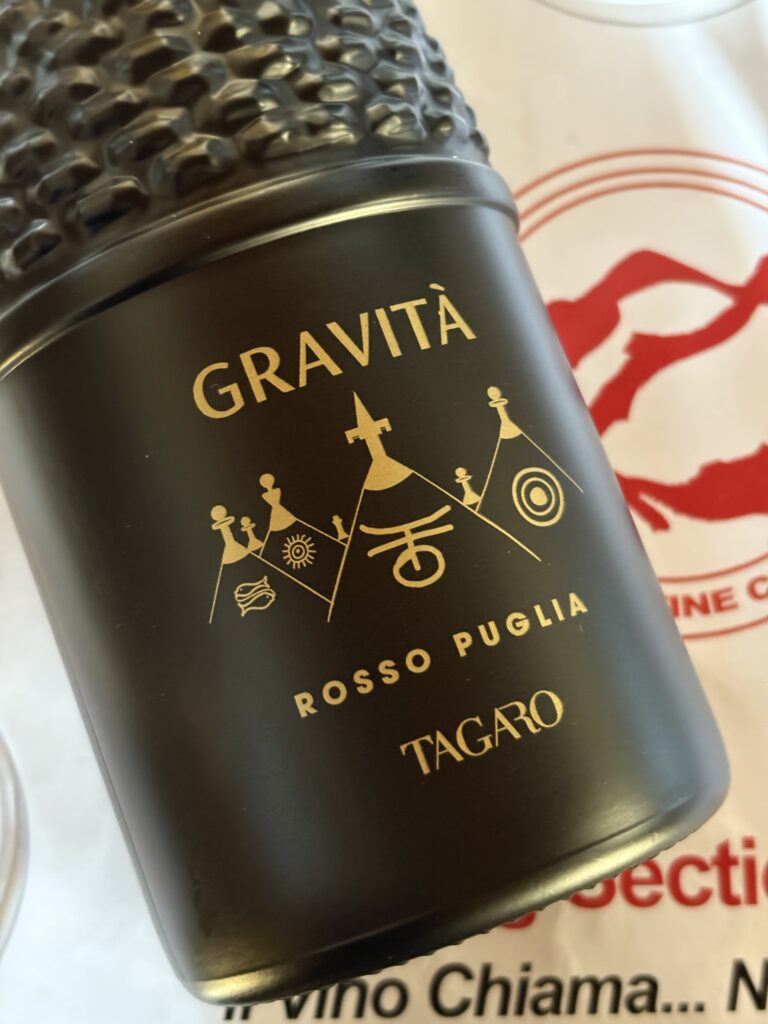 GRAVITÀ
ROSSO PUGLIA
TAGARO
Il Vino Chiama... N